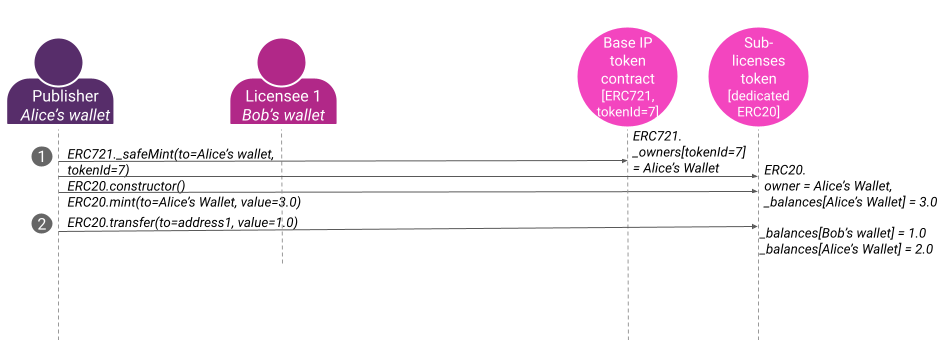 Publisher
Alice's wallet
Licensee 1
Bob's wallet
Base IP
token
contract
[ERC721,
tokenId=7]
Sub-
licenses
token
[dedicated
ERC20]
1
ERC721._safeMint(to=Alice's wallet,
tokenId=7)
ERC721.
_owners[tokenId=7]
= Alice's Wallet
ERC20.constructor()
ERC20.mint(to=Alice's Wallet, value=3.0)
ERC20.
owner = Alice's Wallet,
_balances[Alice's Wallet] = 3.0
2
ERC20.transfer(to=address1, value=1.0)
_balances[Bob's wallet] = 1.0
_balances[Alice's Wallet] = 2.0